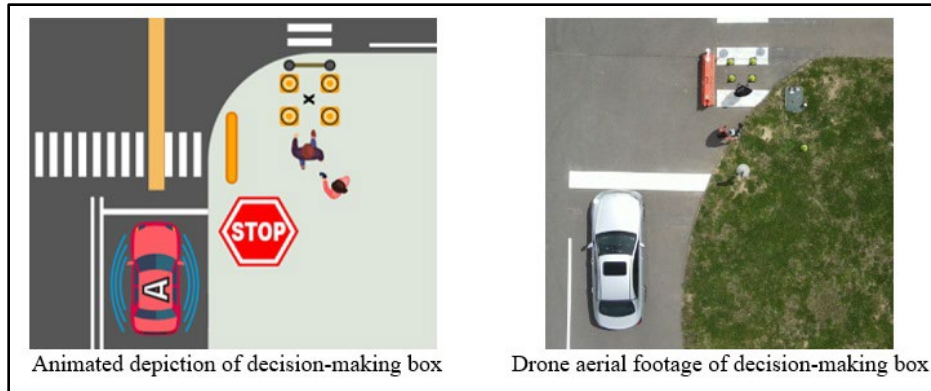 STOP
A
Animated depiction of decision-making box
Drone aerial footage of decision-making box